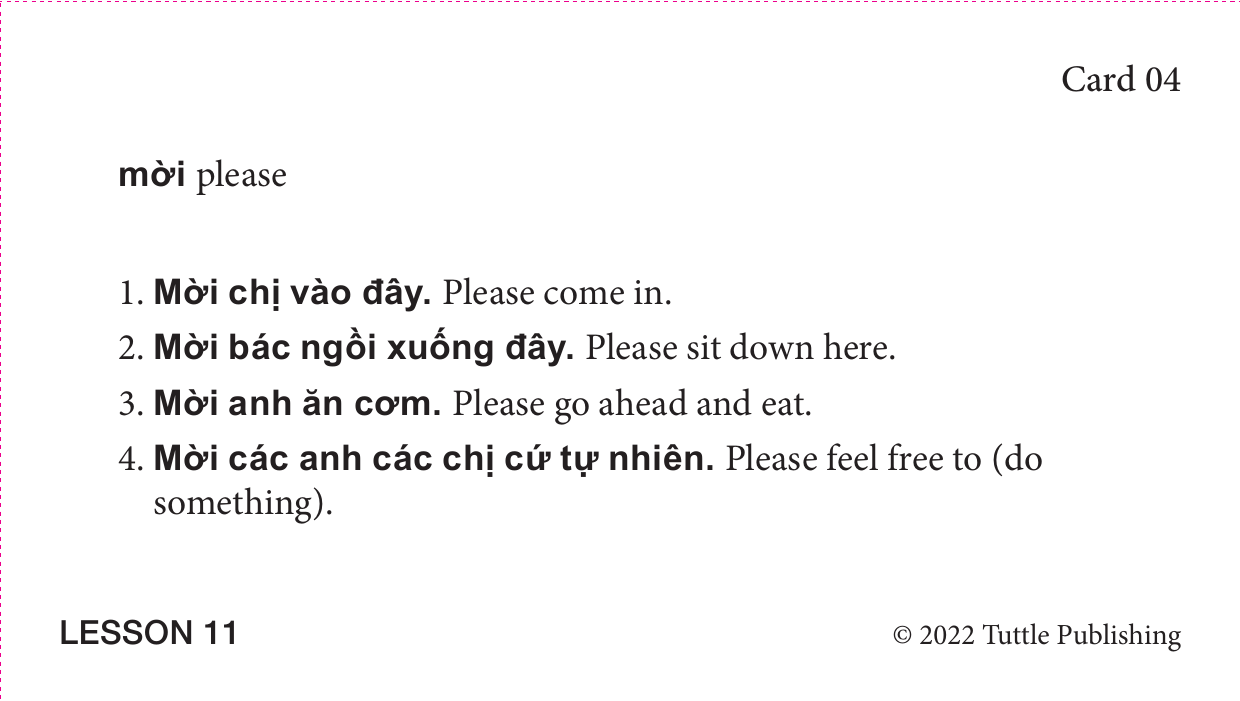 Card 04
mời please
1. Mời chị vào đây. Please come in.
2. Mời bác ngồi xuống đây. Please sit down here.
3. Mời anh ăn cơm. Please go ahead and eat.
4. Mời các anh các chị cứ tự nhiên. Please feel free to (do
something).
LESSON 11
© 2022 Tuttle Publishing